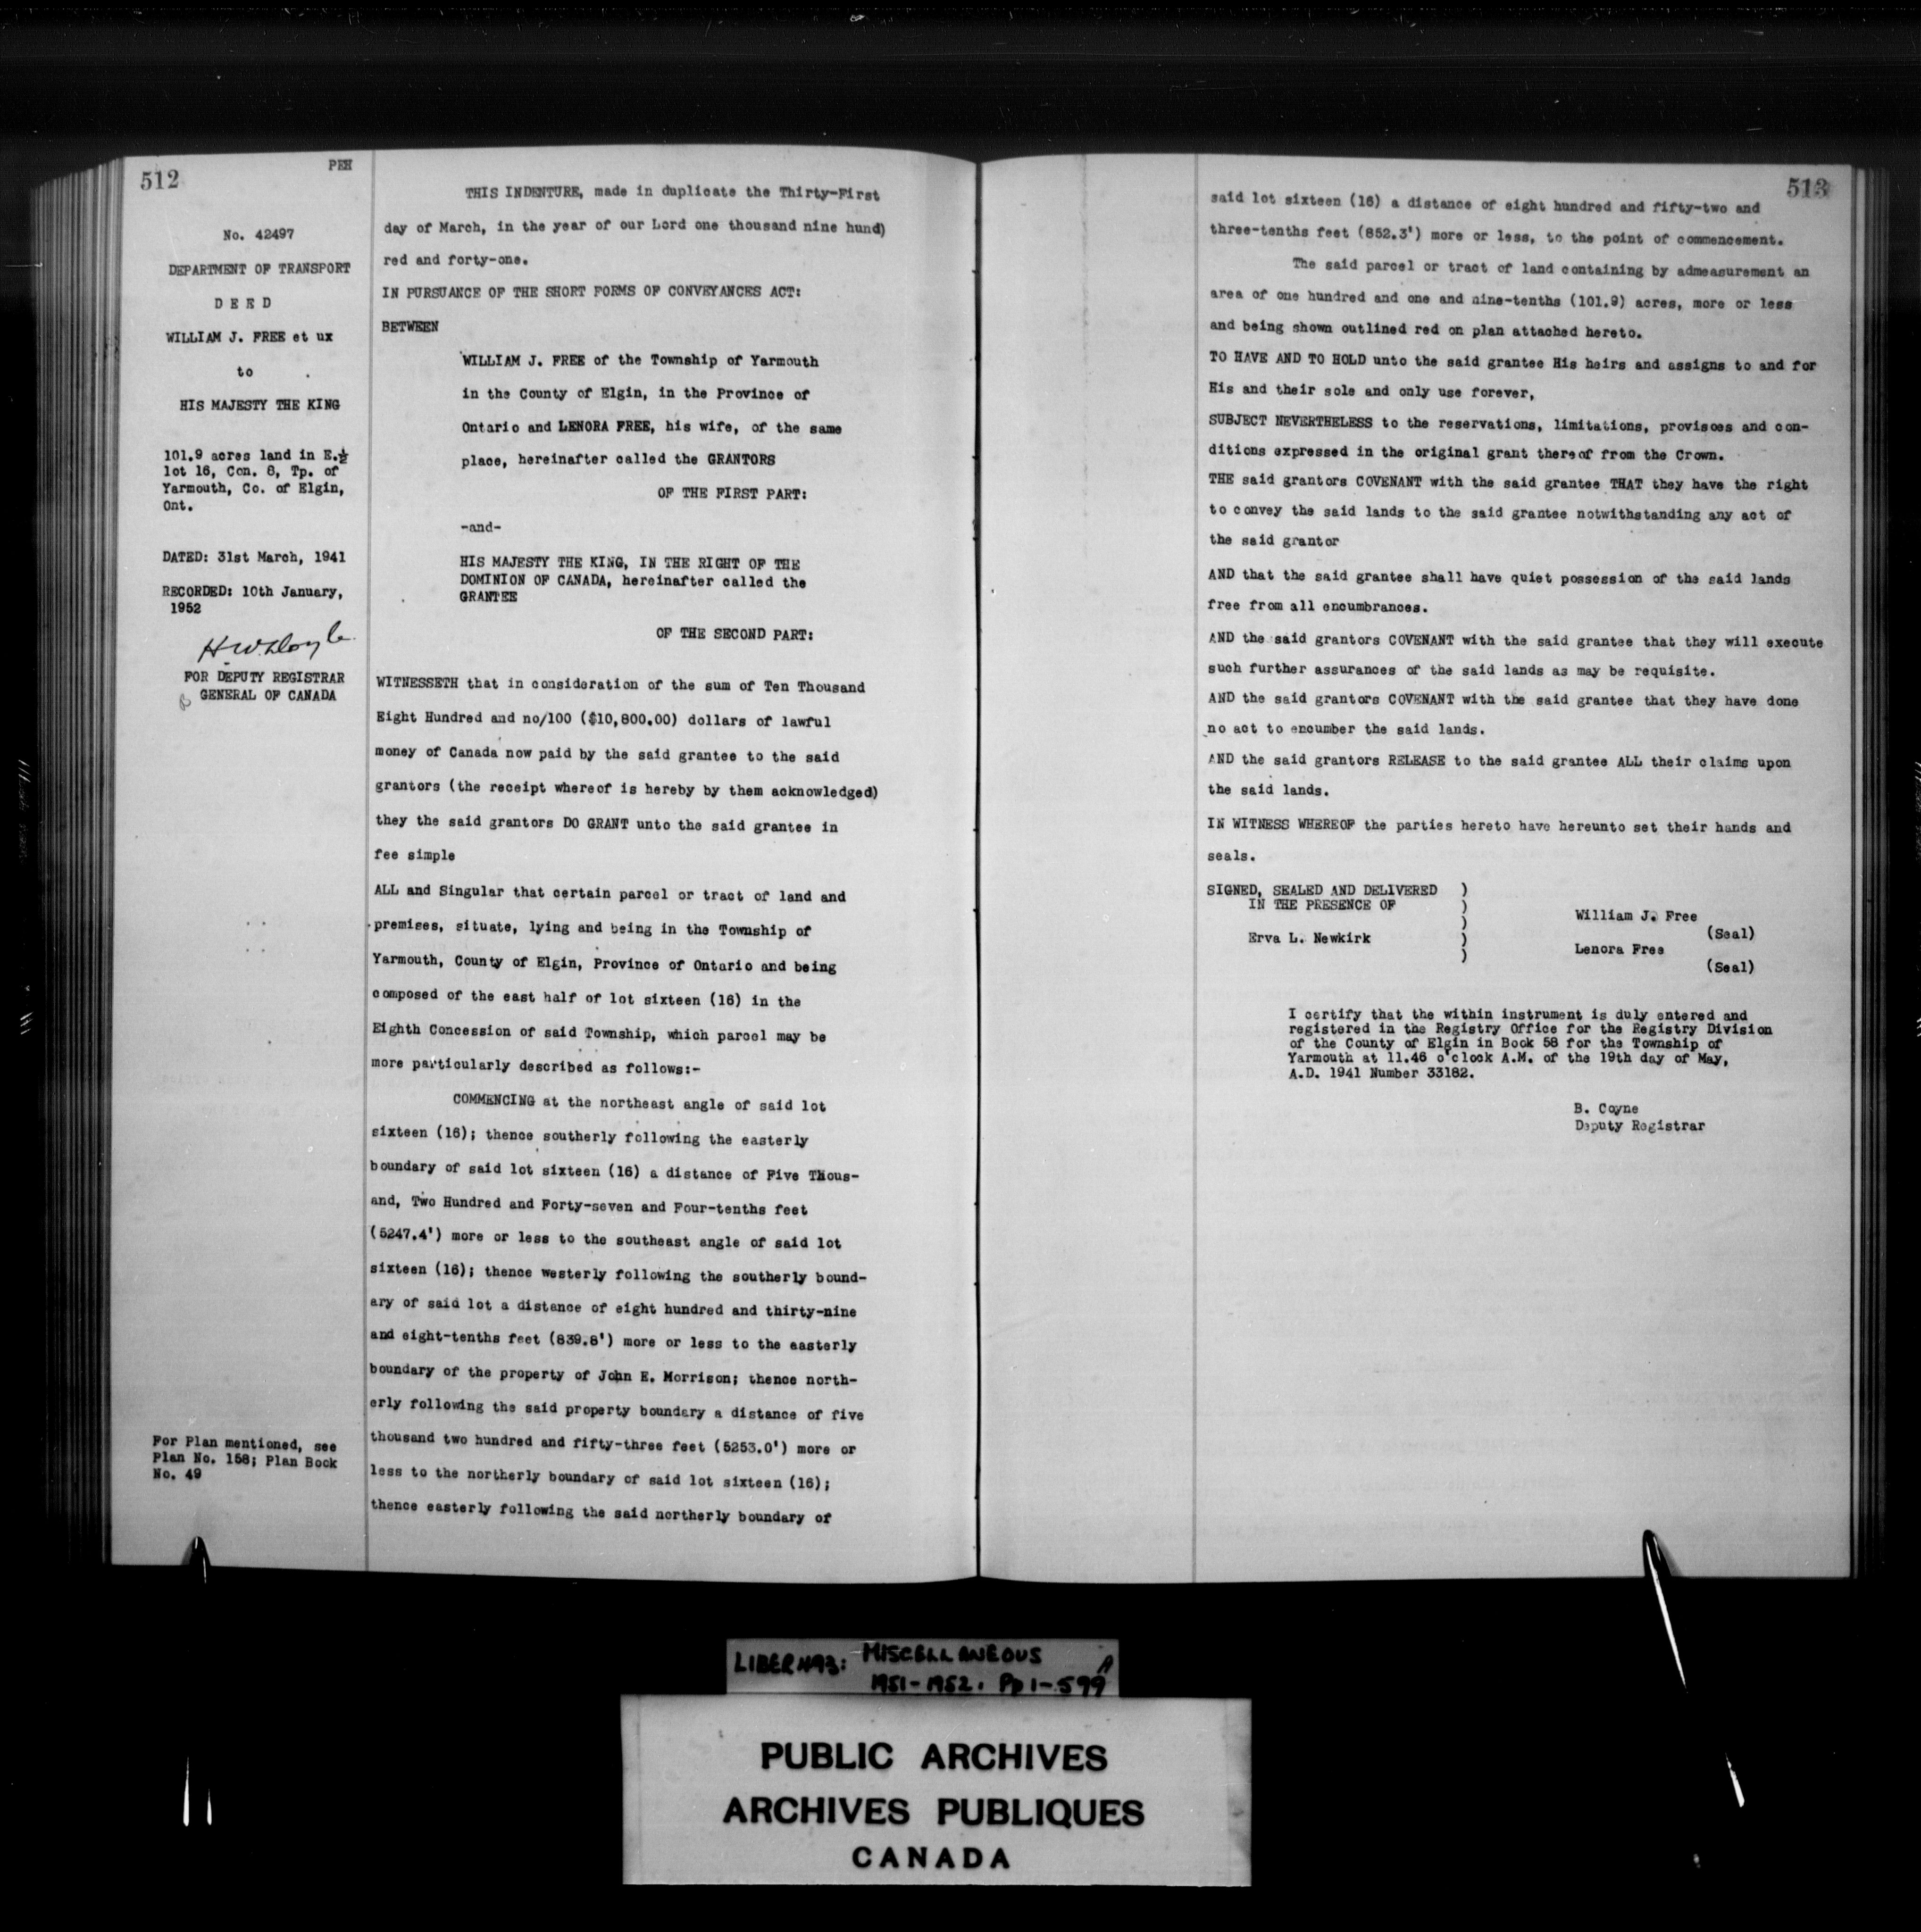 512
PEH
No. 42497
DEPARTMENT OF TRANSPORT
D E E D
WILLIAM J. FREE et ux
to
HIS MAJESTY THE KING
101.9 acres land in E.½
lot 16, Con. 8, Tp. of
Yarmouth, Co. of Elgin,
Ont.
DATED: 31st March, 1941
RECORDED: 10th January,
1952
FOR DEPUTY REGISTRAR
GENERAL OF CANADA
For Plan mentioned, see
Plan No. 158; Plan Book
No. 49
THIS INDENTURE, made in duplicate the Thirty-First
day of March, in the year of our Lord one thousand nine hund)
red and forty-one.
IN PURSUANCE OF THE SHORT FORMS OF CONVEYANCES ACT:
BETWEEN
WILLIAM J. FREE of the Township of Yarmouth
in the County of Elgin, in the Province of
Ontario and LENORA FREE, his wife, of the same
place, hereinafter called the GRANTORS
OF THE FIRST PART:
-and-
HIS MAJESTY THE KING, IN THE RIGHT OF THE
DOMINION OF CANADA, hereinafter called the
GRANTEE
OF THE SECOND PART:
WITNESSETH that in consideration of the sum of Ten Thousand
Eight Hundred and no/100 ($10,800.00) dollars of lawful
money of Canada now paid by the said grantee to the said
grantors (the receipt whereof is hereby by them acknowledged)
they the said grantors DO GRANT unto the said grantee in
fee simple
ALL and Singular that certain parcel or tract of land and
premises, situate, lying and being in the Township of
Yarmouth, County of Elgin, Province of Ontario and being
composed of the east half of lot sixteen (16) in the
Eighth Concession of said Township, which parcel may be
more particularly described as follows:-
COMMENCING at the northeast angle of said lot
sixteen (16); thence southerly following the easterly
boundary of said lot sixteen (16) a distance of Five Thous-
and, Two Hundred and Forty-seven and Four-tenths feet
(5247.4') more or less to the southeast angle of said lot
sixteen (16); thence westerly following the southerly bound-
ary of said lot a distance of eight hundred and thirty-nine
and eight-tenths feet (839.8') more or less to the easterly
boundary of the property of John E. Morrison; thence north-
erly following the said property boundary a distance of five
thousand two hundred and fifty-three feet (5253.0') more or
less to the northerly boundary of said lot sixteen (16);
thence easterly following the said northerly boundary of
513
said lot sixteen (16) a distance of eight hundred and fifty-two and
three-tenths feet (852.3') more or less, to the point of commencement.
The said parcel or tract of land containing by admeasurement an
area of one hundred and one and nine-tenths (101.9) acres, more or less
and being shown outlined red on plan attached hereto.
TO HAVE AND TO HOLD unto the said grantee His heirs and assigns to and for
His and their sole and only use forever,
SUBJECT NEVERTHELESS to the reservations, limitations, provisoes and con-
ditions expressed in the original grant thereof from the Crown.
THE said grantors COVENANT with the said grantee THAT they have the right
to convey the said lands to the said grantee notwithstanding any act of
the said grantor
AND that the said grantee shall have quiet possession of the said lands
free from all encumbrances.
AND the said grantors COVENANT with the said grantee that they will execute
such further assurances of the said lands as may be requisite.
AND the said grantors COVENANT with the said grantee that they have done
no act to encumber the said lands.
AND the said grantors RELEASE to the said grantee ALL their claims upon
the said lands.
IN WITNESS WHEREOF the parties hereto have hereunto set their hands and
seals.
SIGNED, SEALED AND DELIVERED )
IN THE PRESENCE OF )
) William J. Free
(Seal)
Erva L. Newkirk )
) Lenora Free
(Seal)
I certify that the within instrument is duly entered and
registered in the Registry Office for the Registry Division
of the County of Elgin in Book 58 for the Township of
Yarmouth at 11.46 o'clock A.M. of the 19th day of May,
A.D. 1941 Number 33182.
B. Coyne
Deputy Registrar
LIBER 493: MISCELLANEOUS
1951-1952. Pp 1-599A
PUBLIC ARCHIVES
ARCHIVES PUBLIQUES
CANADA